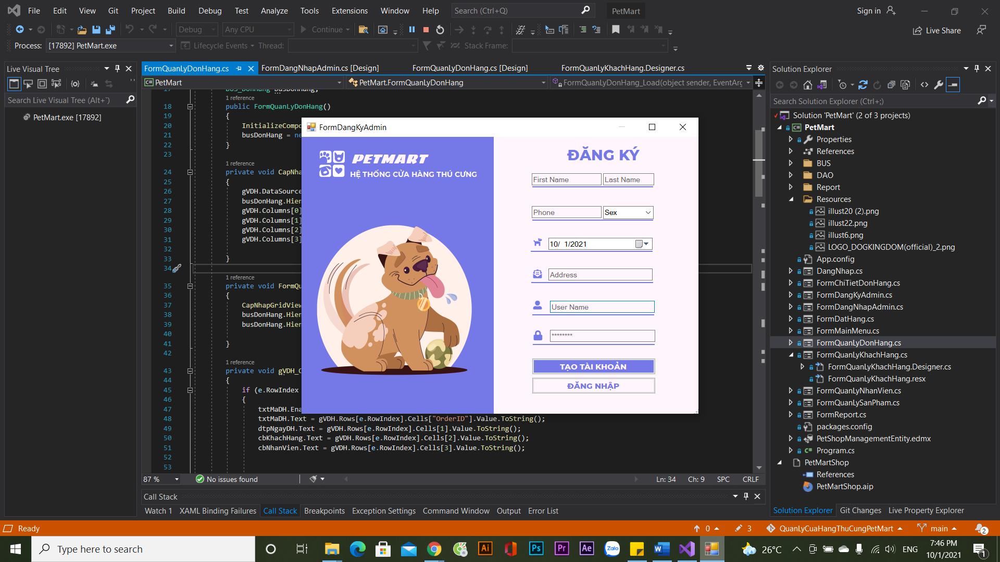 File Edit View Git Project Build Debug Test Analyze Tools Extensions Window Help Search (Ctrl+Q) PetMart Sign in
Debug Any CPU Continue Live Share
Process: [17892] PetMart.exe Lifecycle Events Thread: Stack Frame:
Live Visual Tree
Search Live Visual Tree (Alt+`)
PetMart.exe [17892]
FormQuanLyDonHang.cs FormDangNhapAdmin.cs [Design] FormQuanLyDonHang.cs [Design] FormQuanLyKhachHang.Designer.cs
PetMart PetMart.FormQuanLyDonHang FormQuanLyDonHang_Load(object sender, EventArg
17 BUS_DonHang busDonHang;
1 reference
18 public FormQuanLyDonHang()
19 {
20 InitializeCompo
21 busDonHang = ne
22 }
23
1 reference
24 private void CapNha
25 {
26 gVDH.DataSource
27 busDonHang.Hien
28 gVDH.Columns[0]
29 gVDH.Columns[1]
30 gVDH.Columns[2]
31 gVDH.Columns[3]
32
33 }
34
1 reference
35 private void FormQu
36 {
37 CapNhapGridView
38 busDonHang.Hien
39 busDonHang.Hien
40
41 }
42
1 reference
43 private void gVDH_C
44 {
45 if (e.RowIndex
46 {
47 txtMaDH.Ena
48 txtMaDH.Text = gVDH.Rows[e.RowIndex].Cells["OrderID"].Value.ToString();
49 dtpNgayDH.Text = gVDH.Rows[e.RowIndex].Cells[1].Value.ToString();
50 cbKhachHang.Text = gVDH.Rows[e.RowIndex].Cells[2].Value.ToString();
51 cbNhanVien.Text = gVDH.Rows[e.RowIndex].Cells[3].Value.ToString();
52
53
FormDangKyAdmin
PETMART
HỆ THỐNG CỬA HÀNG THÚ CƯNG
ĐĂNG KÝ
First Name Last Name
Phone Sex
10/ 1/2021
Address
User Name
********
TẠO TÀI KHOẢN
ĐĂNG NHẬP
87 % No issues found Ln: 34 Ch: 9 SPC CRLF
Call Stack
Watch 1 XAML Binding Failures Call Stack Breakpoints Exception Settings Command Window Output Error List
Solution Explorer
Search Solution Explorer (Ctrl+;)
Solution 'PetMart' (2 of 3 projects)
PetMart
Properties
References
BUS
DAO
Report
Resources
illust20 (2).png
illust22.png
illust6.png
LOGO_DOGKINGDOM(official)_2.png
App.config
DangNhap.cs
FormChiTietDonHang.cs
FormDangKyAdmin.cs
FormDangNhapAdmin.cs
FormDatHang.cs
FormMainMenu.cs
FormQuanLyDonHang.cs
FormQuanLyKhachHang.cs
FormQuanLyKhachHang.Designer.cs
FormQuanLyKhachHang.resx
FormQuanLyNhanVien.cs
FormQuanLySanPham.cs
FormReport.cs
packages.config
PetShopManagementEntity.edmx
Program.cs
PetMartShop
References
PetMartShop.aip
Solution Explorer Git Changes Live Property Explorer
Ready 0 3 QuanLyCuaHangThuCungPetMart main 2
Type here to search Ai Ps Pr Ae Zalo 26°C ENG 7:46 PM
10/1/2021 1